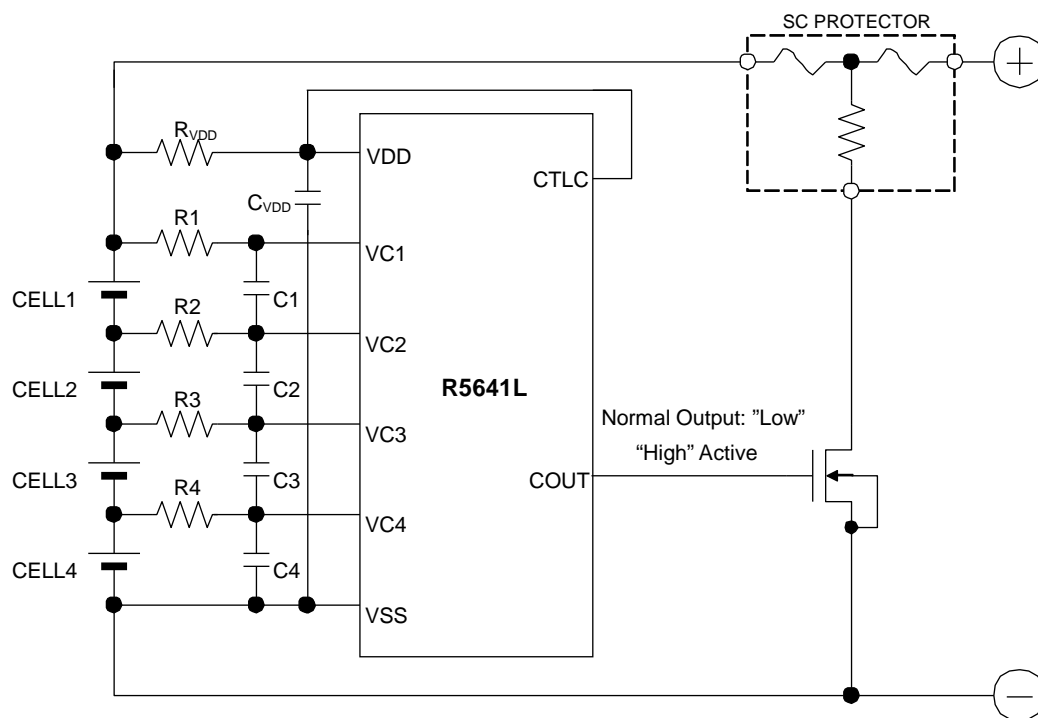 SC PROTECTOR
RVDD
VDD
CTLC
CVDD
R1
VC1
CELL1
C1
R2
VC2
CELL2
C2
R5641L
R3
VC3
Normal Output: ”Low”
“High” Active
CELL3
C3
COUT
R4
VC4
CELL4
C4
VSS